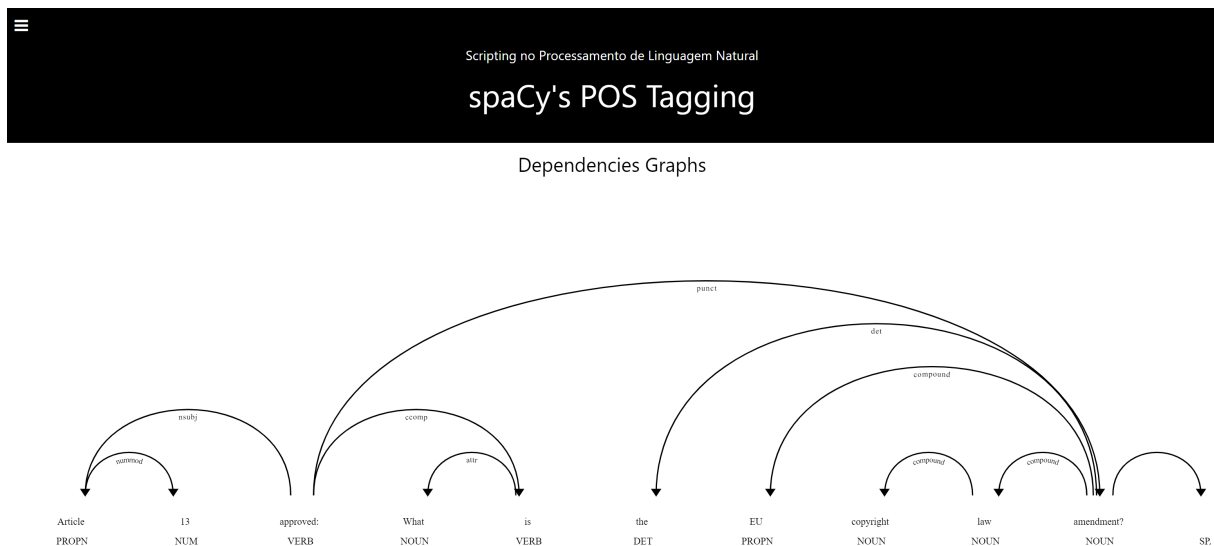 Scripting no Processamento de Linguagem Natural
spaCy's POS Tagging
Dependencies Graphs
punct
det
compound
nsubj ccomp
nummod attr compound compound
Article 13 approved: What is the EU copyright law amendment?
PROPN NUM VERB NOUN VERB DET PROPN NOUN NOUN NOUN SP.